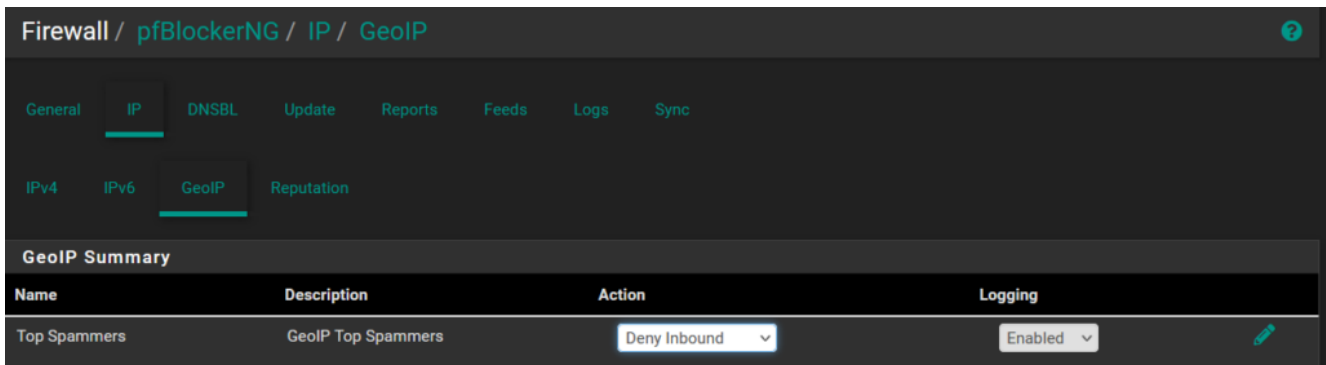 Firewall / pfBlockerNG / IP / GeoIP
General IP DNSBL Update Reports Feeds Logs Sync
IPv4 IPv6 GeoIP Reputation
GeoIP Summary
Name Description Action Logging
Top Spammers GeoIP Top Spammers Deny Inbound Enabled